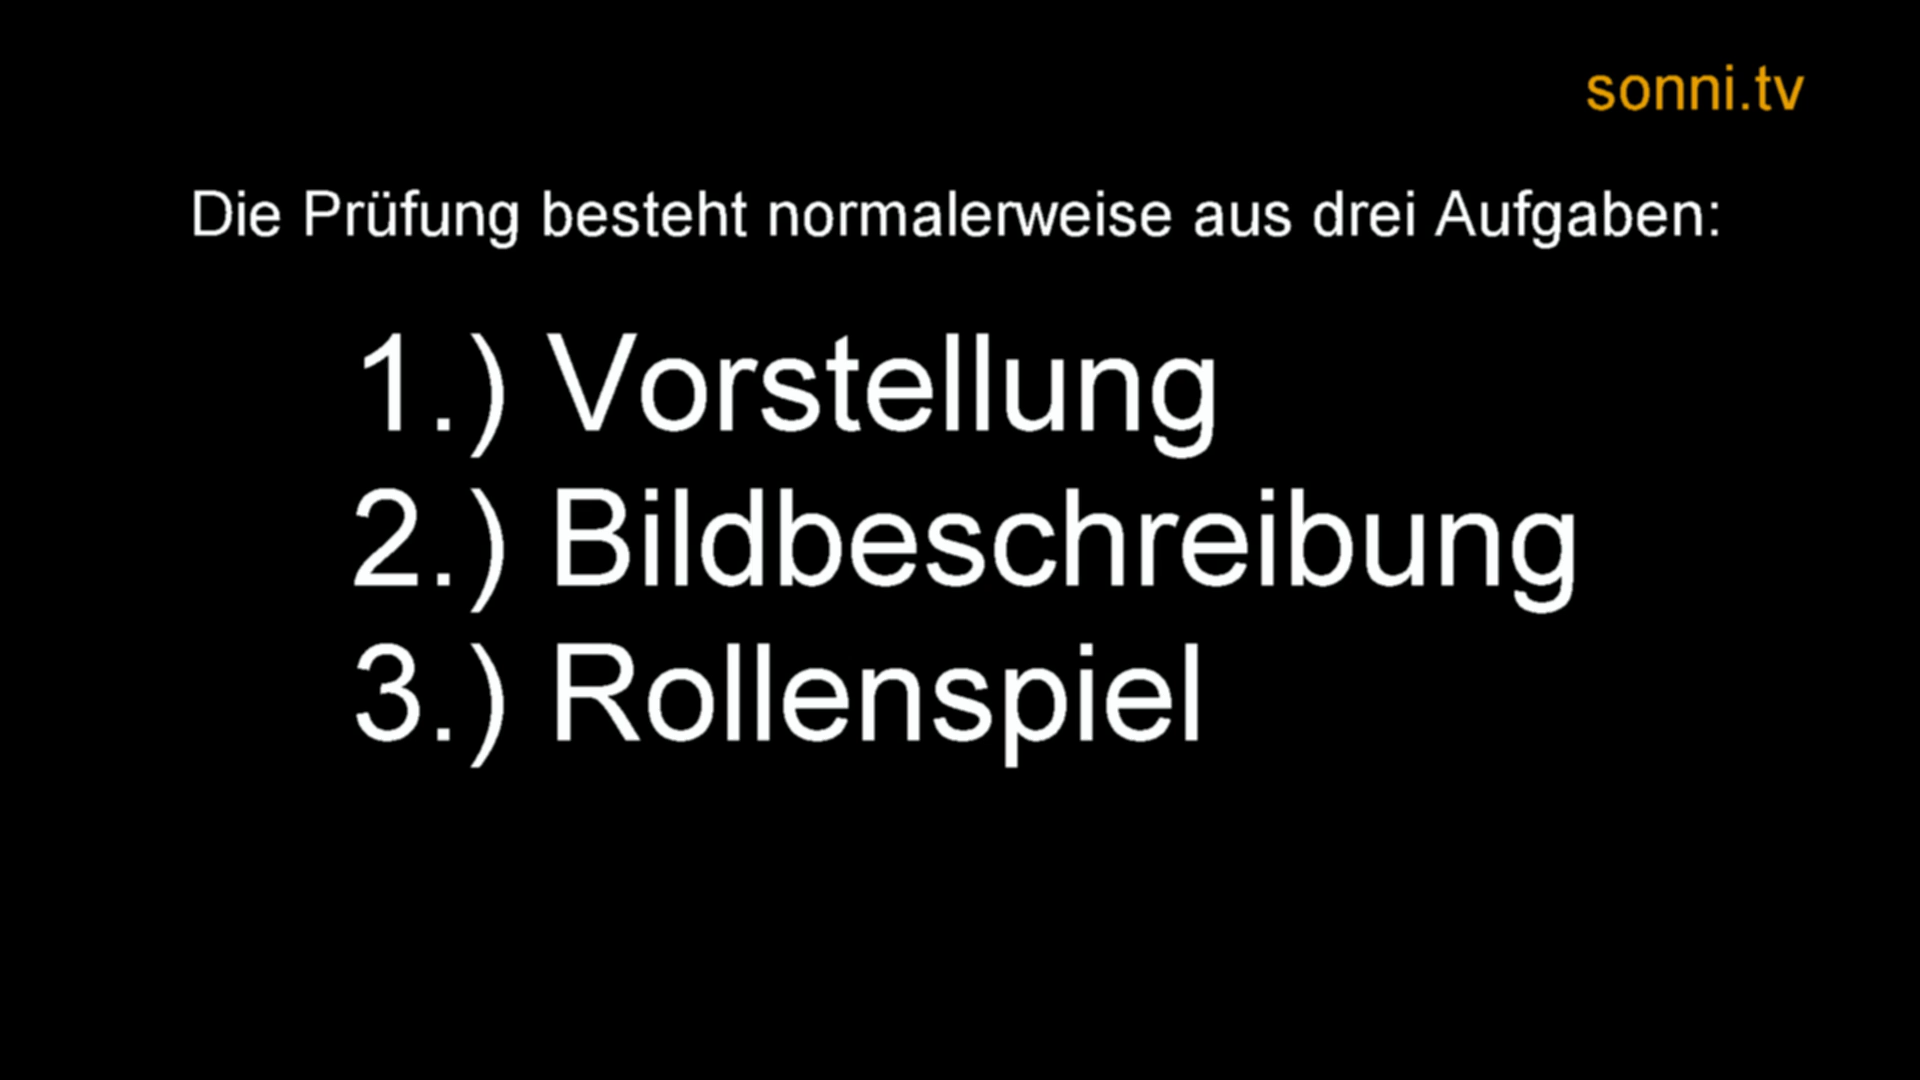 sonni.tv
Die Prüfung besteht normalerweise aus drei Aufgaben:
1.) Vorstellung
2.) Bildbeschreibung
3.) Rollenspiel